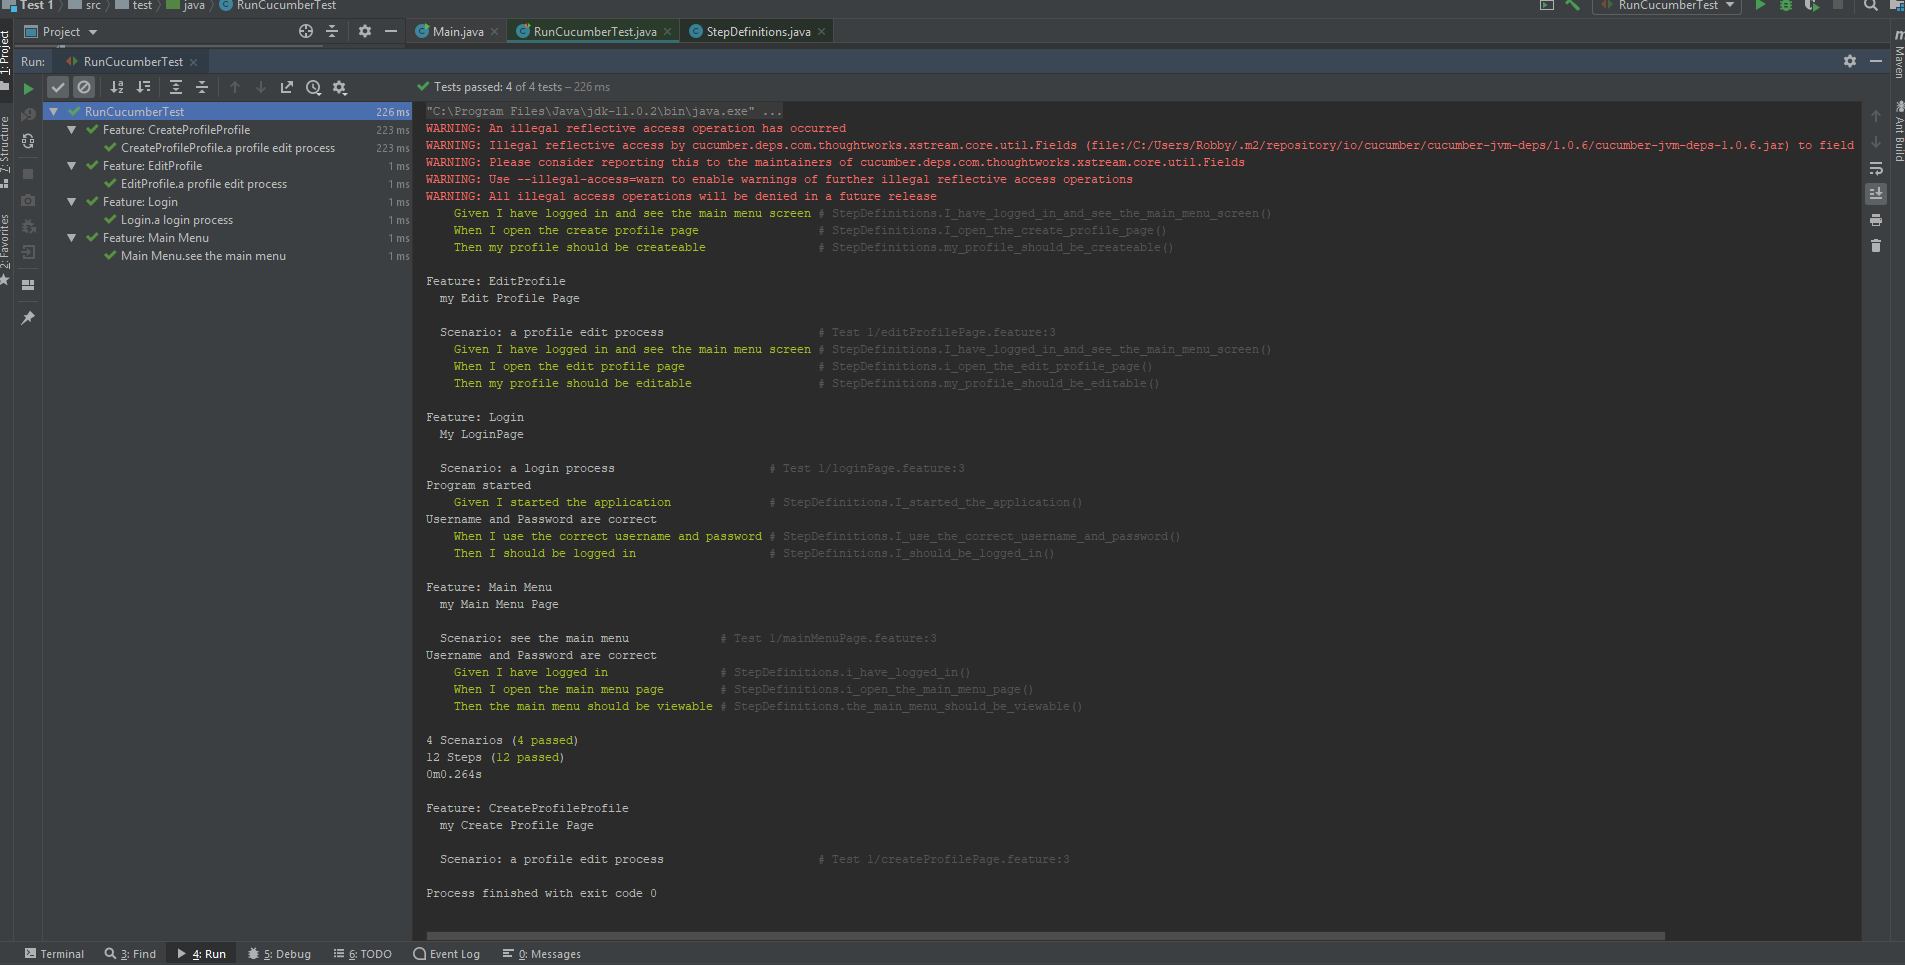 Test 1 src test java RunCucumberTest
RunCucumberTest
Project
Main.java RunCucumberTest.java StepDefinitions.java
1: Project
7: Structure
2: Favorites
Maven
Ant Build
Run: RunCucumberTest
Tests passed: 4 of 4 tests – 226 ms
RunCucumberTest 226 ms
Feature: CreateProfileProfile 223 ms
CreateProfileProfile.a profile edit process 223 ms
Feature: EditProfile 1 ms
EditProfile.a profile edit process 1 ms
Feature: Login 1 ms
Login.a login process 1 ms
Feature: Main Menu 1 ms
Main Menu.see the main menu 1 ms
"C:\Program Files\Java\jdk-11.0.2\bin\java.exe" ...
WARNING: An illegal reflective access operation has occurred
WARNING: Illegal reflective access by cucumber.deps.com.thoughtworks.xstream.core.util.Fields (file:/C:/Users/Robby/.m2/repository/io/cucumber/cucumber-jvm-deps/1.0.6/cucumber-jvm-deps-1.0.6.jar) to field
WARNING: Please consider reporting this to the maintainers of cucumber.deps.com.thoughtworks.xstream.core.util.Fields
WARNING: Use --illegal-access=warn to enable warnings of further illegal reflective access operations
WARNING: All illegal access operations will be denied in a future release
Given I have logged in and see the main menu screen # StepDefinitions.I_have_logged_in_and_see_the_main_menu_screen()
When I open the create profile page # StepDefinitions.I_open_the_create_profile_page()
Then my profile should be createable # StepDefinitions.my_profile_should_be_createable()
Feature: EditProfile
my Edit Profile Page
Scenario: a profile edit process # Test 1/editProfilePage.feature:3
Given I have logged in and see the main menu screen # StepDefinitions.I_have_logged_in_and_see_the_main_menu_screen()
When I open the edit profile page # StepDefinitions.i_open_the_edit_profile_page()
Then my profile should be editable # StepDefinitions.my_profile_should_be_editable()
Feature: Login
My LoginPage
Scenario: a login process # Test 1/loginPage.feature:3
Program started
Given I started the application # StepDefinitions.I_started_the_application()
Username and Password are correct
When I use the correct username and password # StepDefinitions.I_use_the_correct_username_and_password()
Then I should be logged in # StepDefinitions.I_should_be_logged_in()
Feature: Main Menu
my Main Menu Page
Scenario: see the main menu # Test 1/mainMenuPage.feature:3
Username and Password are correct
Given I have logged in # StepDefinitions.i_have_logged_in()
When I open the main menu page # StepDefinitions.i_open_the_main_menu_page()
Then the main menu should be viewable # StepDefinitions.the_main_menu_should_be_viewable()
4 Scenarios (4 passed)
12 Steps (12 passed)
0m0.264s
Feature: CreateProfileProfile
my Create Profile Page
Scenario: a profile edit process # Test 1/createProfilePage.feature:3
Process finished with exit code 0
Terminal 3: Find 4: Run 5: Debug 6: TODO Event Log 0: Messages